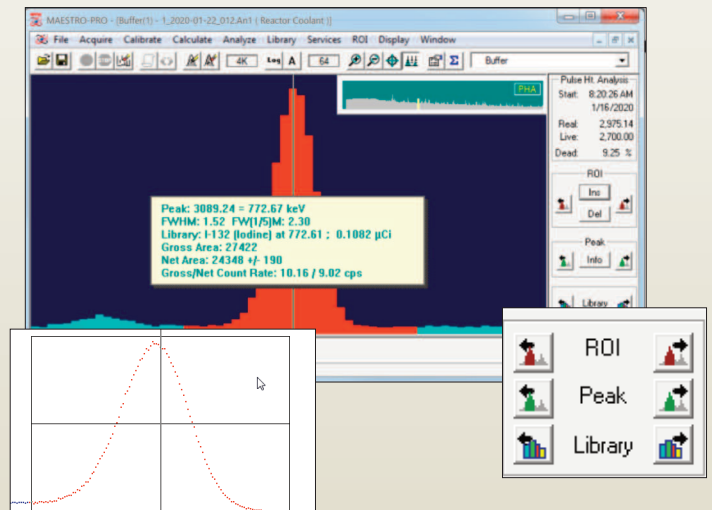 MAESTRO-PRO - [Buffer(1) - 1_2020-01-22_012.An1 ( Reactor Coolant )]
File Acquire Calibrate Calculate Analyze Library Services ROI Display Window
4K Log A 64 Σ Buffer
PHA
Pulse Ht. Analysis
Start: 8:20:26 AM
1/16/2020
Real: 2,975.14
Live: 2,700.00
Dead: 9.25 %
ROI
Ins
Del
Peak
Info
Library
Peak: 3089.24 = 772.67 keV
FWHM: 1.52 FW(1/5)M: 2.30
Library: I-132 (Iodine) at 772.61 ; 0.1082 µCi
Gross Area: 27422
Net Area: 24348 +/- 190
Gross/Net Count Rate: 10.16 / 9.02 cps
ROI
Peak
Library